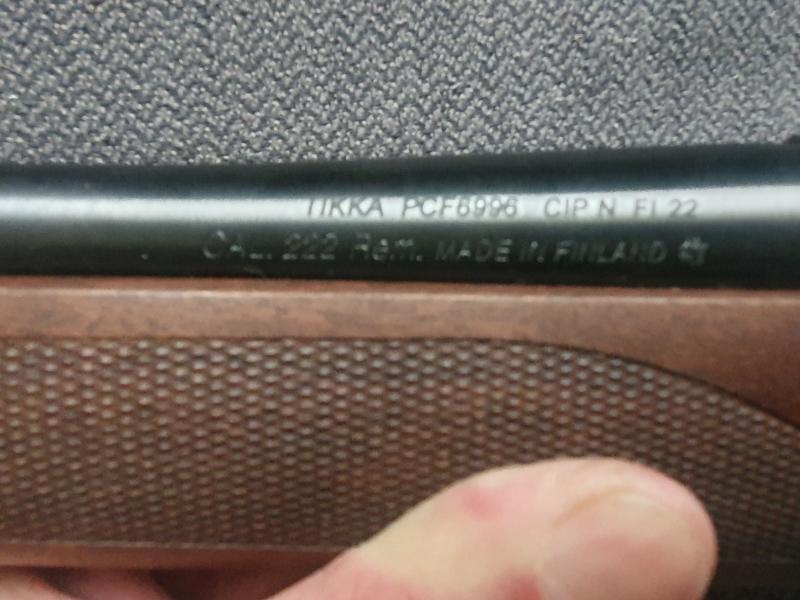 TIKKA PCF6996 CIP N FI 22
CAL. 222 Rem. MADE IN FINLAND